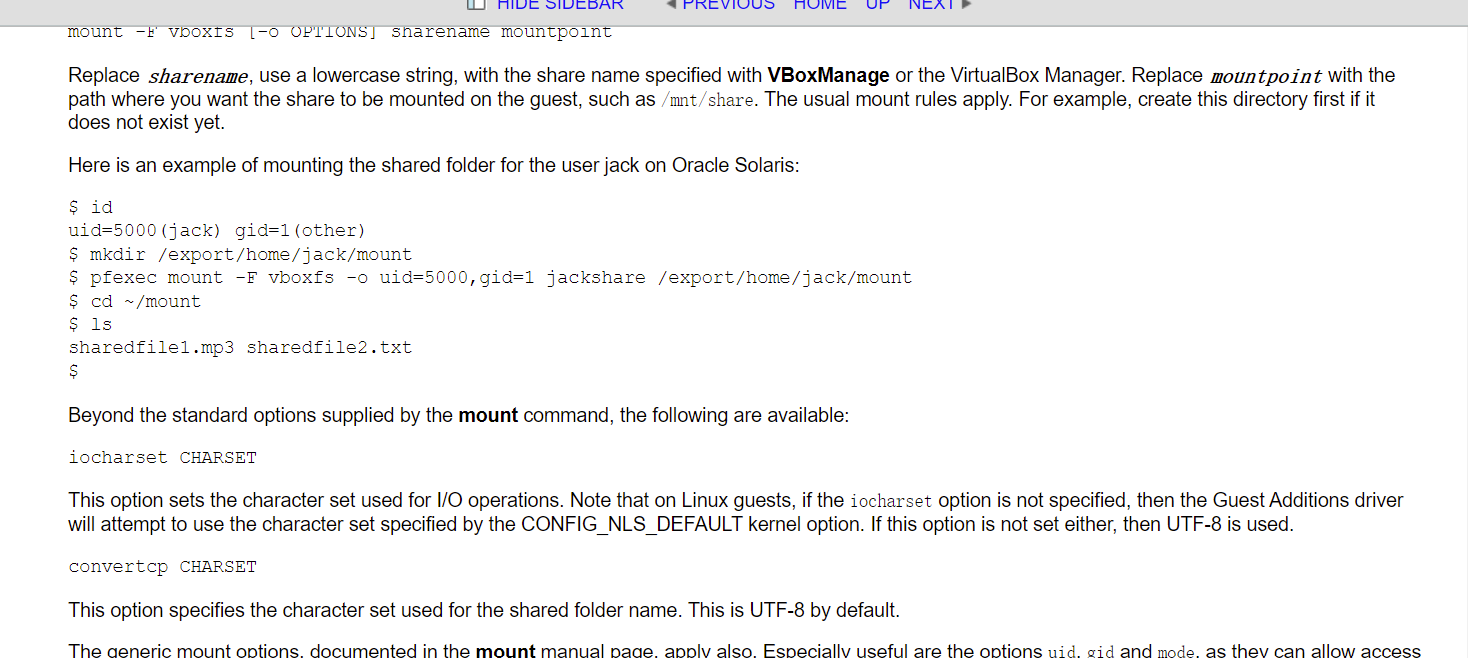 HIDE SIDEBAR PREVIOUS HOME UP NEXT
mount -F vboxfs [-o OPTIONS] sharename mountpoint
Replace sharename, use a lowercase string, with the share name specified with VBoxManage or the VirtualBox Manager. Replace mountpoint with the
path where you want the share to be mounted on the guest, such as /mnt/share. The usual mount rules apply. For example, create this directory first if it
does not exist yet.
Here is an example of mounting the shared folder for the user jack on Oracle Solaris:
$ id
uid=5000(jack) gid=1(other)
$ mkdir /export/home/jack/mount
$ pfexec mount -F vboxfs -o uid=5000,gid=1 jackshare /export/home/jack/mount
$ cd ~/mount
$ ls
sharedfile1.mp3 sharedfile2.txt
$
Beyond the standard options supplied by the mount command, the following are available:
iocharset CHARSET
This option sets the character set used for I/O operations. Note that on Linux guests, if the iocharset option is not specified, then the Guest Additions driver
will attempt to use the character set specified by the CONFIG_NLS_DEFAULT kernel option. If this option is not set either, then UTF-8 is used.
convertcp CHARSET
This option specifies the character set used for the shared folder name. This is UTF-8 by default.
The generic mount options, documented in the mount manual page, apply also. Especially useful are the options uid, gid and mode, as they can allow access